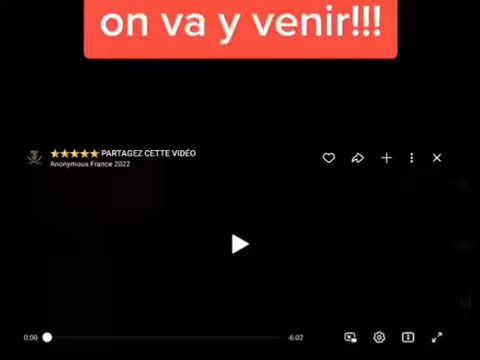 on va y venir!!!
⭐⭐⭐⭐⭐ PARTAGEZ CETTE VIDÉO
Anonymous France 2022
0:00
-6:02